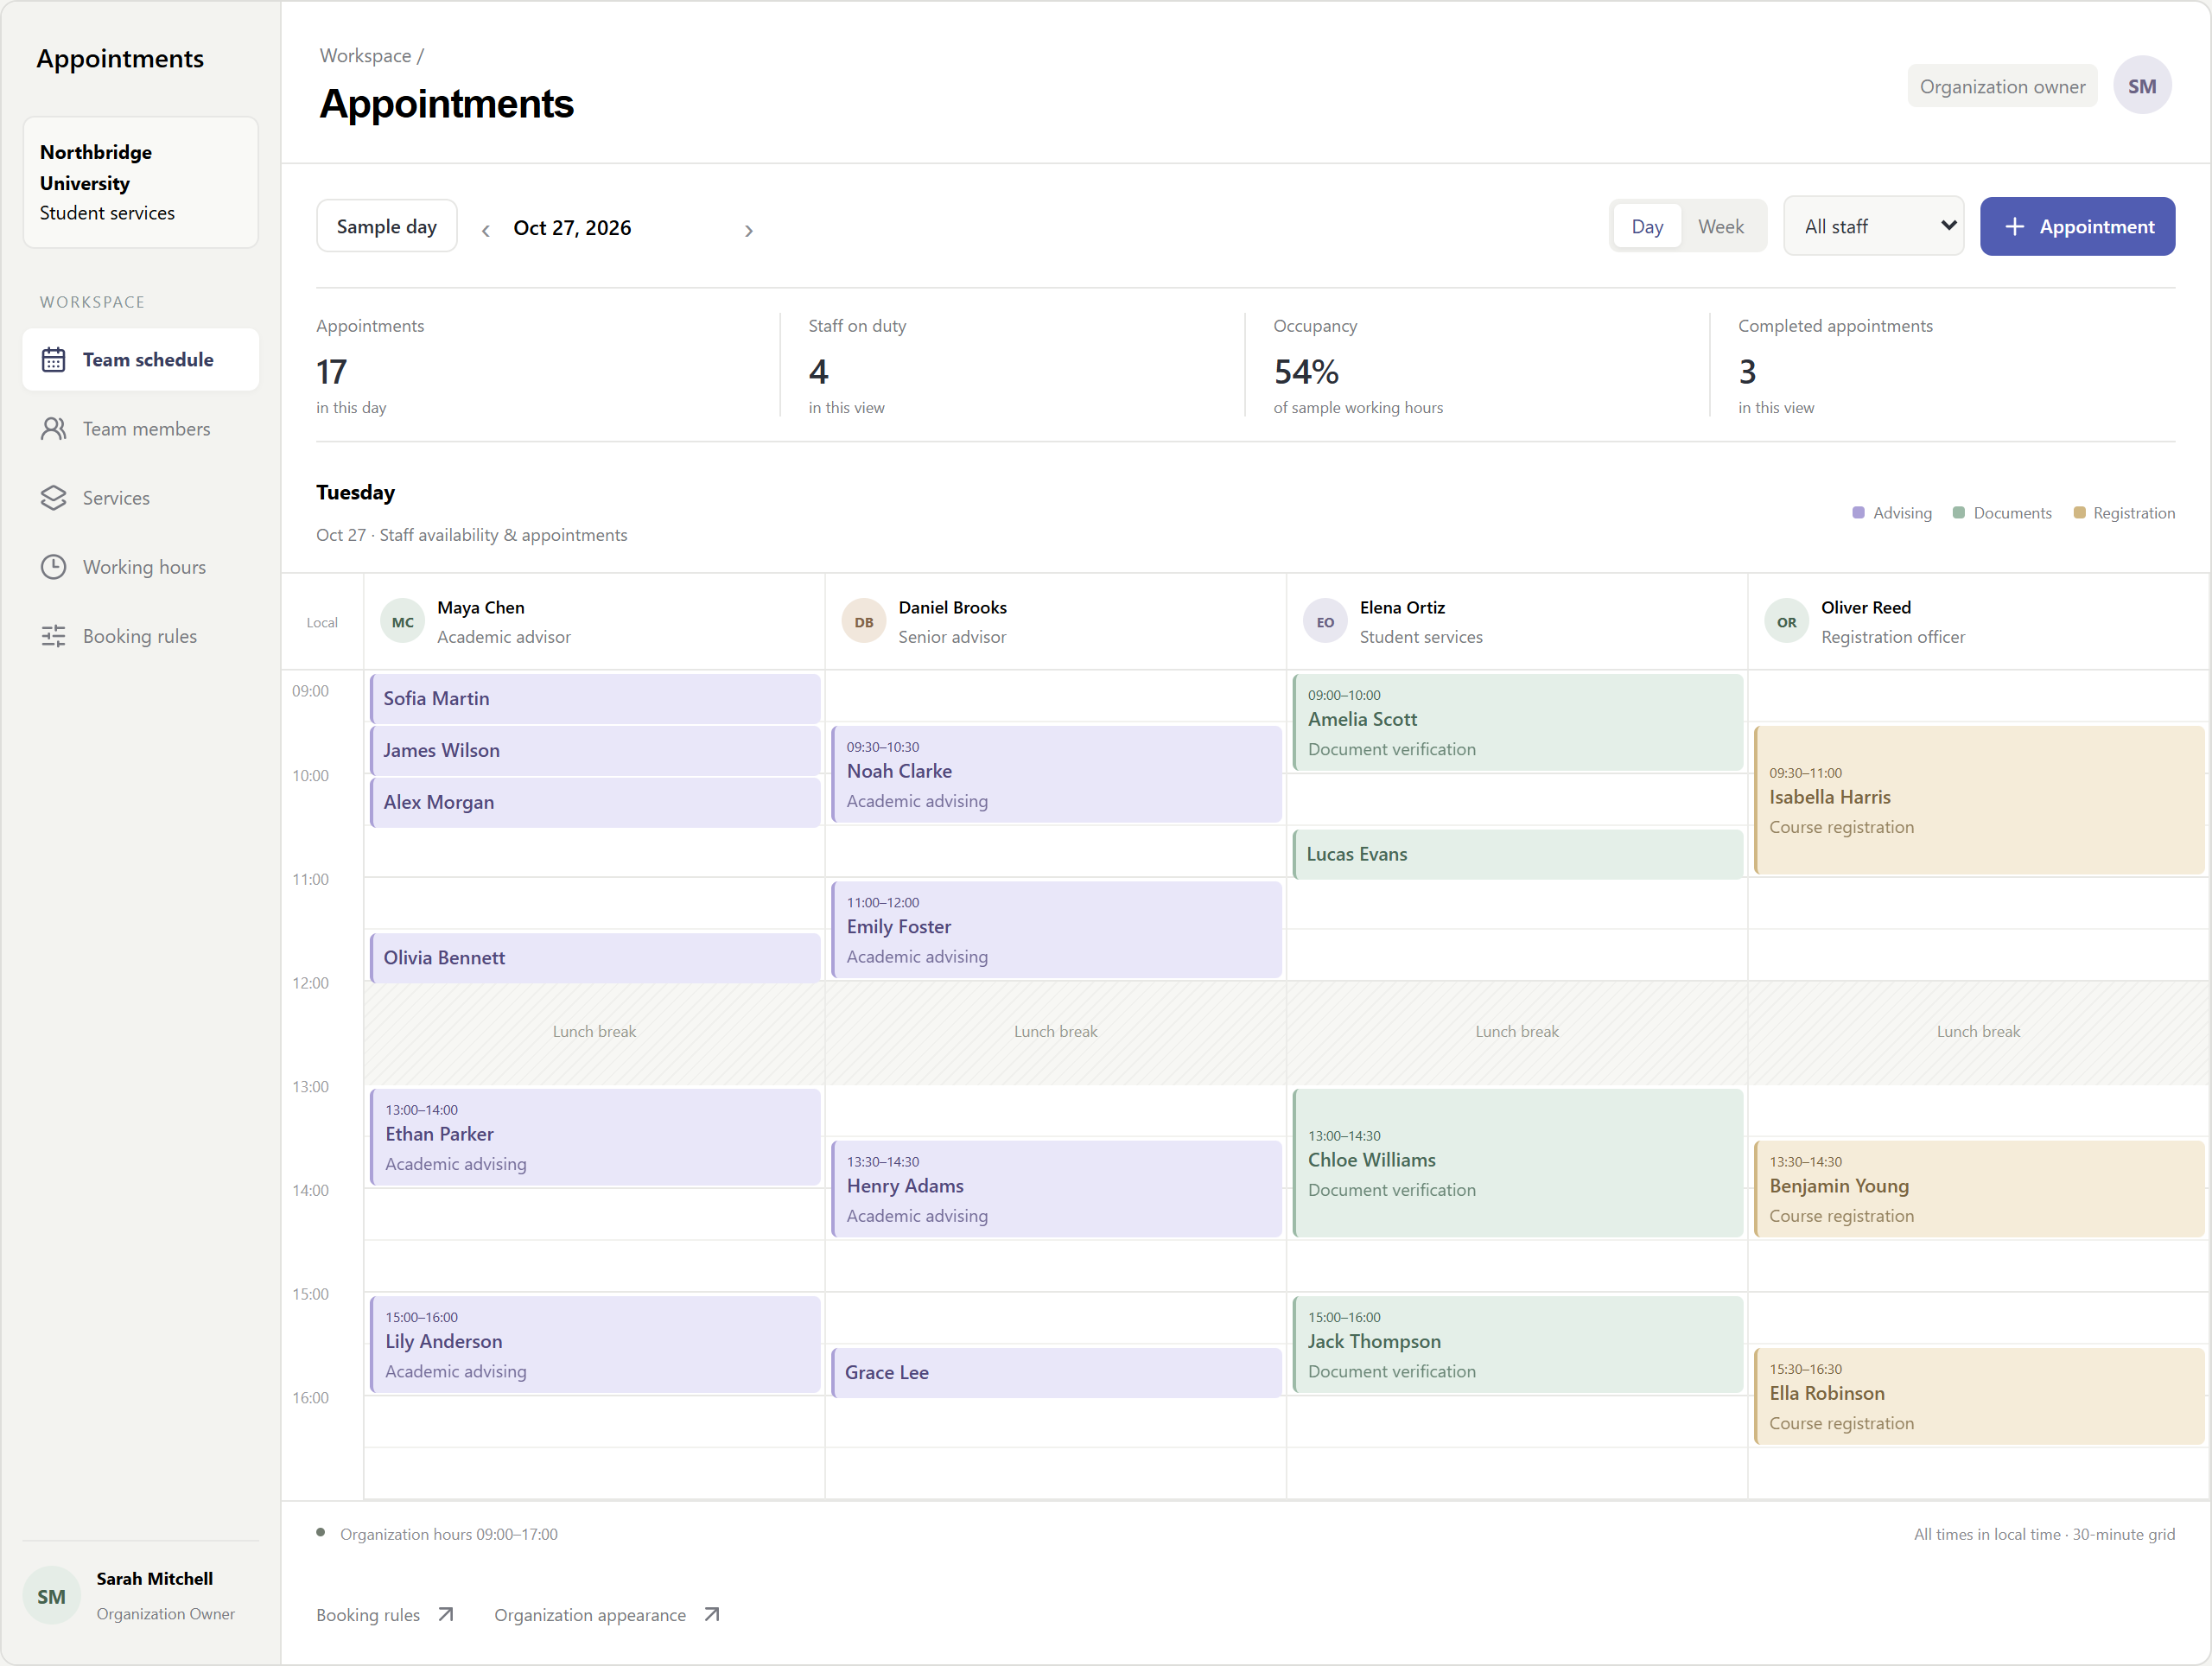 Appointments
Northbridge
University
Student services
WORKSPACE
Team schedule
Team members
Services
Working hours
Booking rules
SM
Sarah Mitchell
Organization Owner
Workspace /
Appointments
Organization owner
SM
Sample day
‹
Oct 27, 2026
›
Day
Week
All staff
+ Appointment
Appointments
17
in this day
Staff on duty
4
in this view
Occupancy
54%
of sample working hours
Completed appointments
3
in this view
Tuesday
Oct 27 · Staff availability & appointments
Advising
Documents
Registration
Local
MC
Maya Chen
Academic advisor
DB
Daniel Brooks
Senior advisor
EO
Elena Ortiz
Student services
OR
Oliver Reed
Registration officer
09:00
10:00
11:00
12:00
13:00
14:00
15:00
16:00
Sofia Martin
James Wilson
Alex Morgan
Olivia Bennett
Lunch break
13:00–14:00
Ethan Parker
Academic advising
15:00–16:00
Lily Anderson
Academic advising
09:30–10:30
Noah Clarke
Academic advising
11:00–12:00
Emily Foster
Academic advising
Lunch break
13:30–14:30
Henry Adams
Academic advising
Grace Lee
09:00–10:00
Amelia Scott
Document verification
Lucas Evans
Lunch break
13:00–14:30
Chloe Williams
Document verification
15:00–16:00
Jack Thompson
Document verification
09:30–11:00
Isabella Harris
Course registration
Lunch break
13:30–14:30
Benjamin Young
Course registration
15:30–16:30
Ella Robinson
Course registration
Organization hours 09:00–17:00
All times in local time · 30-minute grid
Booking rules
Organization appearance